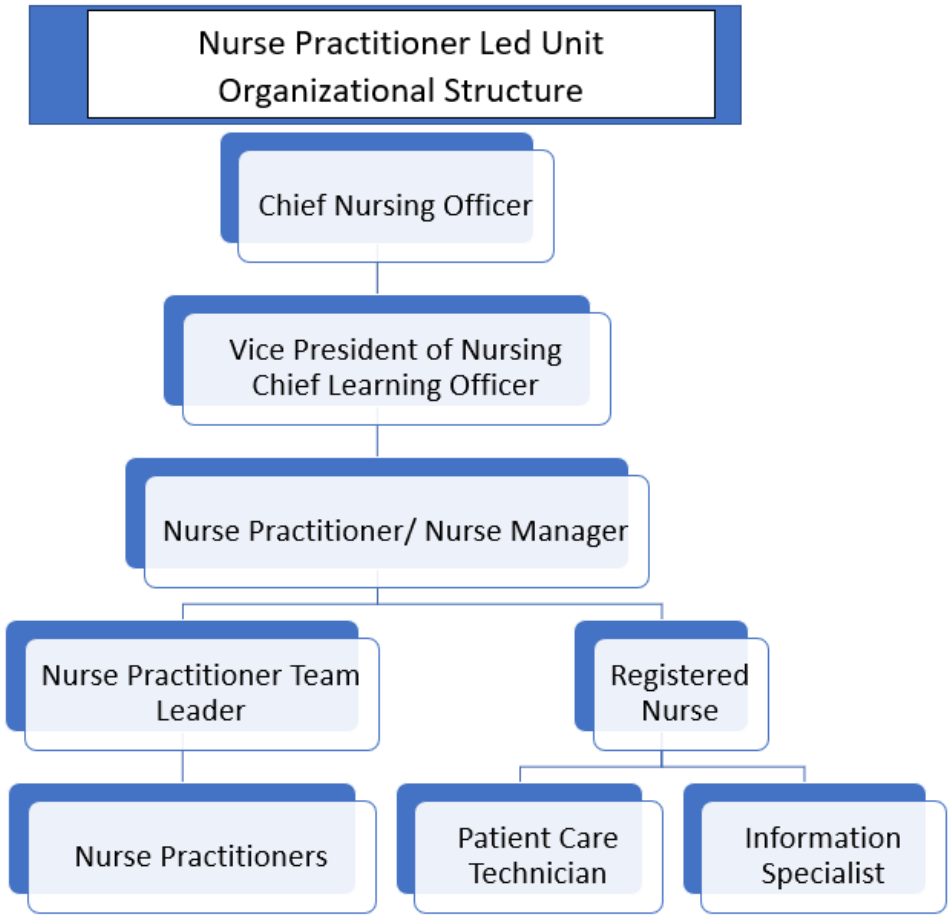 Nurse Practitioner Led Unit
Organizational Structure
Chief Nursing Officer
Vice President of Nursing
Chief Learning Officer
Nurse Practitioner/ Nurse Manager
Nurse Practitioner Team
Leader
Registered
Nurse
Nurse Practitioners
Patient Care
Technician
Information
Specialist